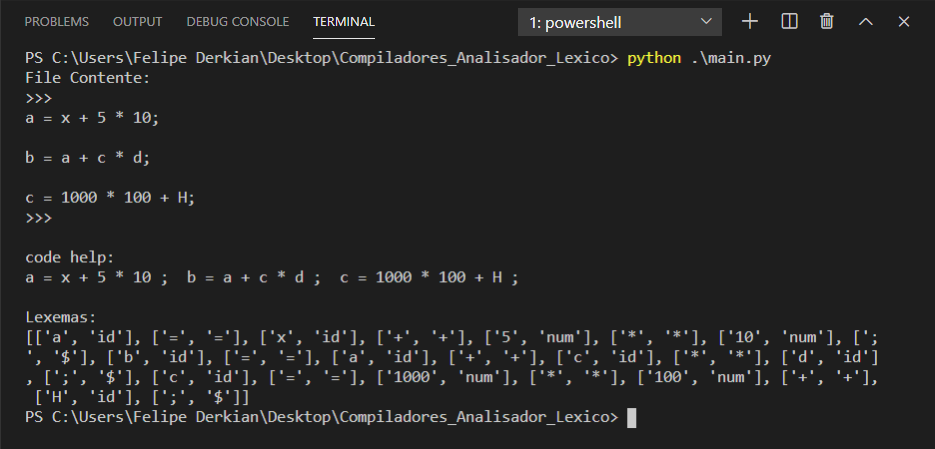 PROBLEMS OUTPUT DEBUG CONSOLE TERMINAL 1: powershell
PS C:\Users\Felipe Derkian\Desktop\Compiladores_Analisador_Lexico> python .\main.py
File Contente:
>>>
a = x + 5 * 10;
b = a + c * d;
c = 1000 * 100 + H;
>>>
code help:
a = x + 5 * 10 ;  b = a + c * d ;  c = 1000 * 100 + H ;
Lexemas:
[['a', 'id'], ['=', '='], ['x', 'id'], ['+', '+'], ['5', 'num'], ['*', '*'], ['10', 'num'], [';
', '$'], ['b', 'id'], ['=', '='], ['a', 'id'], ['+', '+'], ['c', 'id'], ['*', '*'], ['d', 'id']
, [';', '$'], ['c', 'id'], ['=', '='], ['1000', 'num'], ['*', '*'], ['100', 'num'], ['+', '+'],
 ['H', 'id'], [';', '$']]
PS C:\Users\Felipe Derkian\Desktop\Compiladores_Analisador_Lexico>